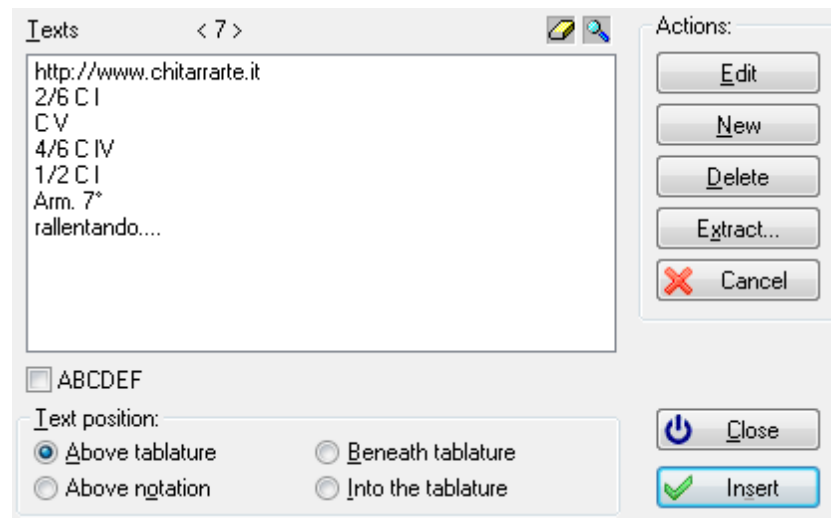 Texts < 7 >
http://www.chitarrarte.it
2/6 C I
C V
4/6 C IV
1/2 C I
Arm. 7°
rallentando....
ABCDEF
Text position:
Above tablature
Beneath tablature
Above notation
Into the tablature
Actions:
Edit
New
Delete
Extract...
Cancel
Close
Insert